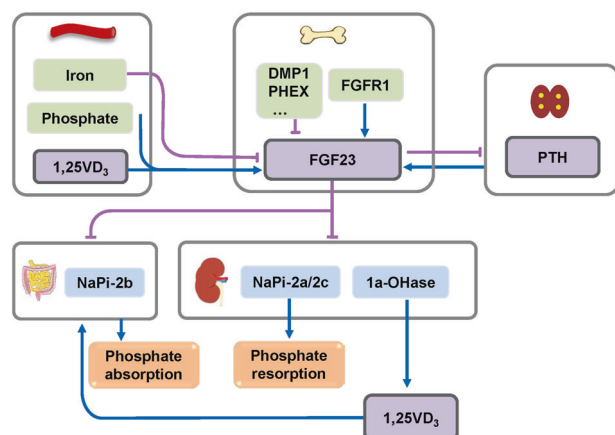 Iron
Phosphate
1,25VD₃
DMP1
PHEX
...
FGFR1
FGF23
PTH
NaPi-2b
NaPi-2a/2c
1a-OHase
Phosphate
absorption
Phosphate
resorption
1,25VD₃